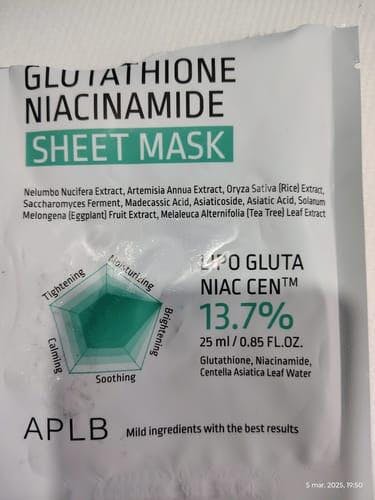 GLUTATHIONE
NIACINAMIDE
SHEET MASK
Nelumbo Nucifera Extract, Artemisia Annua Extract, Oryza Sativa (Rice) Extract,
Saccharomyces Ferment, Madecassic Acid, Asiaticoside, Asiatic Acid, Solanum
Melongena (Eggplant) Fruit Extract, Melaleuca Alternifolia (Tea Tree) Leaf Extract
Moisturizing
Tightening
Brightening
Calming
Soothing
LIPO GLUTA
NIAC CEN™
13.7%
25 ml / 0.85 FL.OZ.
Glutathione, Niacinamide,
Centella Asiatica Leaf Water
APLB
Mild ingredients with the best results
5 mar. 2025, 19:50